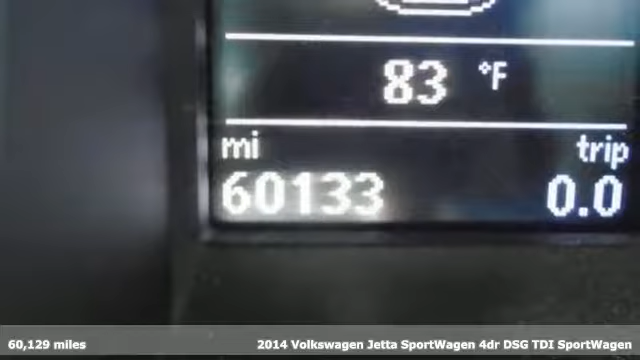 83 °F
mi trip
60133 0.0
60,129 miles 2014 Volkswagen Jetta SportWagen 4dr DSG TDI SportWagen